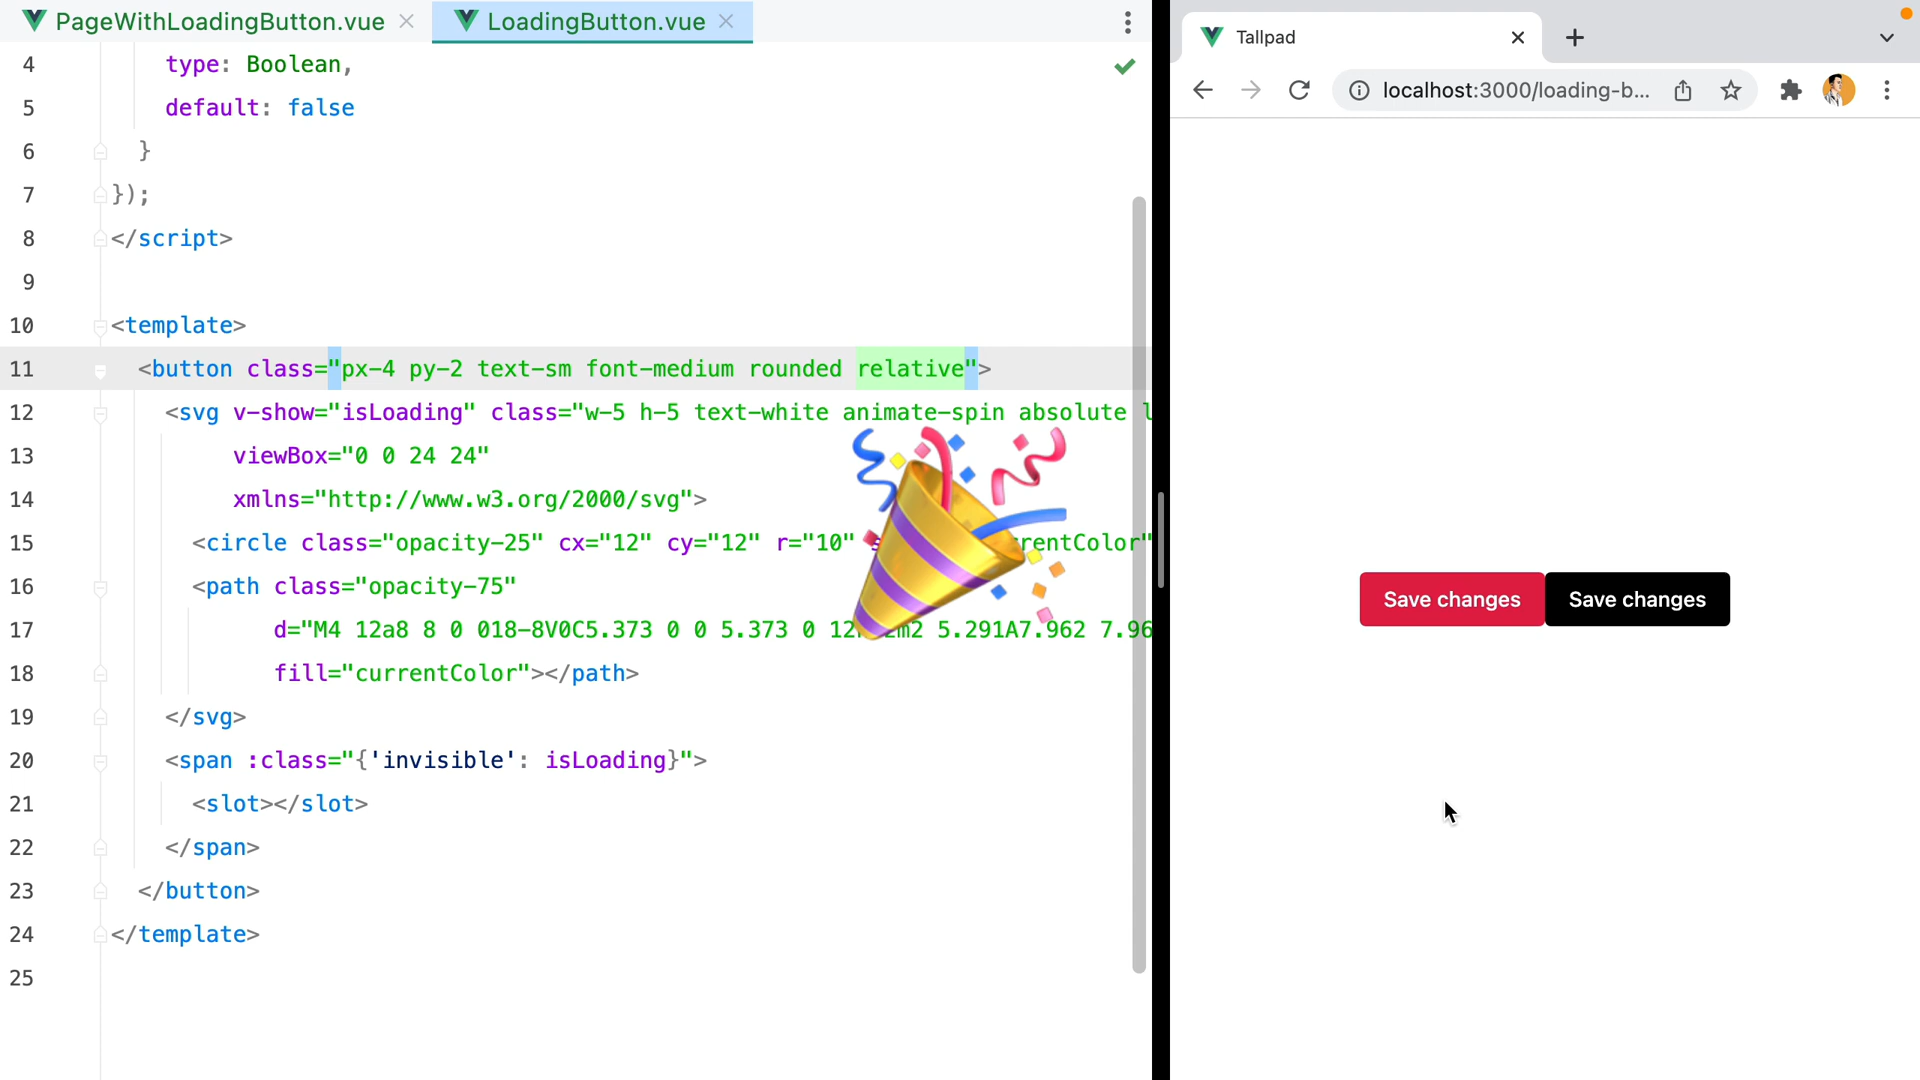 PageWithLoadingButton.vue
LoadingButton.vue
4 type: Boolean,
5 default: false
6 }
7 });
8 </script>
9
10 <template>
11 <button class="px-4 py-2 text-sm font-medium rounded relative">
12 <svg v-show="isLoading" class="w-5 h-5 text-white animate-spin absolute l
13 viewBox="0 0 24 24"
14 xmlns="http://www.w3.org/2000/svg">
15 <circle class="opacity-25" cx="12" cy="12" r="10" rentColor"
16 <path class="opacity-75"
17 d="M4 12a8 8 0 018-8V0C5.373 0 0 5.373 0 12 5.291A7.962 7.96
18 fill="currentColor"></path>
19 </svg>
20 <span :class="{'invisible': isLoading}">
21 <slot></slot>
22 </span>
23 </button>
24 </template>
25
Tallpad
localhost:3000/loading-b...
Save changes
Save changes